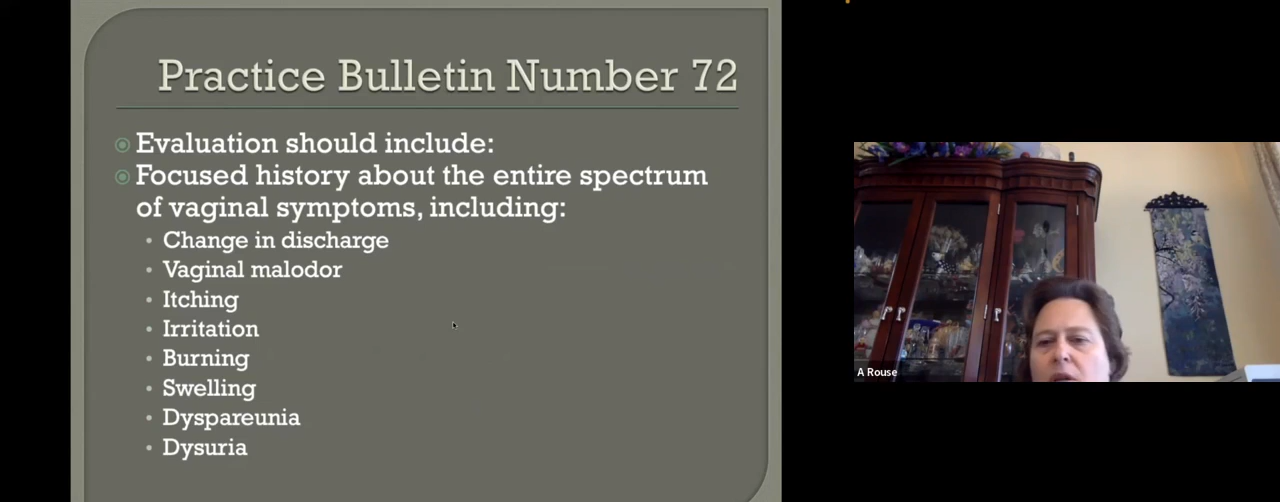 Practice Bulletin Number 72
Evaluation should include:
Focused history about the entire spectrum
of vaginal symptoms, including:
Change in discharge
Vaginal malodor
Itching
Irritation
Burning
Swelling
Dyspareunia
Dysuria
A Rouse